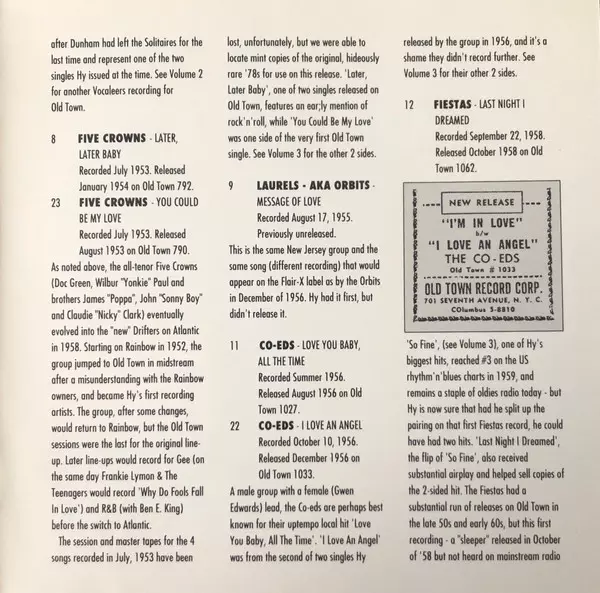 after Dunham had left the Solitaires for the
last time and represent one of the two
singles Hy issued at the time. See Volume 2
for another Vocaleers recording for
Old Town.
8 FIVE CROWNS - LATER,
LATER BABY
Recorded July 1953. Released
January 1954 on Old Town 792.
23 FIVE CROWNS - YOU COULD
BE MY LOVE
Recorded July 1953. Released
August 1953 on Old Town 790.
As noted above, the all-tenor Five Crowns
(Doc Green, Wilbur "Yonkie" Paul and
brothers James "Poppa", John "Sonny Boy"
and Claudie "Nicky" Clark) eventually
evolved into the "new" Drifters on Atlantic
in 1958. Starting on Rainbow in 1952, the
group jumped to Old Town in midstream
after a misunderstanding with the Rainbow
owners, and became Hy's first recording
artists. The group, after some changes,
would return to Rainbow, but the Old Town
sessions were the last for the original line-
up. Later line-ups would record for Gee (on
the same day Frankie Lymon & The
Teenagers would record 'Why Do Fools Fall
In Love') and R&B (with Ben E. King)
before the switch to Atlantic.
The session and master tapes for the 4
songs recorded in July, 1953 have been
lost, unfortunately, but we were able to
locate mint copies of the original, hideously
rare '78s for use on this release. 'Later,
Later Baby', one of two singles released on
Old Town, features on ear;ly mention of
rock'n'roll, while 'You Could Be My Love'
was one side of the very first Old Town
single. See Volume 3 for the other 2 sides.
9 LAURELS - AKA ORBITS -
MESSAGE OF LOVE
Recorded August 17, 1955.
Previously unreleased.
This is the same New Jersey group and the
same song (different recording) that would
appear on the Flair-X label as by the Orbits
in December of 1956. Hy had it first, but
didn't release it.
11 CO-EDS - LOVE YOU BABY,
ALL THE TIME
Recorded Summer 1956.
Released August 1956 on Old
Town 1027.
22 CO-EDS - I LOVE AN ANGEL
Recorded October 10, 1956.
Released December 1956 on
Old Town 1033.
A male group with a female (Gwen
Edwards) lead, the Co-eds are perhaps best
known for their uptempo local hit 'Love
You Baby, All The Time'. 'I Love An Angel'
was from the second of two singles Hy
released by the group in 1956, and it's a
shame they didn't record further. See
Volume 3 for their other 2 sides.
12 FIESTAS - LAST NIGHT I
DREAMED
Recorded September 22, 1958.
Released October 1958 on Old
Town 1062.
NEW RELEASE
"I'M IN LOVE"
b/w
"I LOVE AN ANGEL"
THE CO-EDS
Old Town # 1033
OLD TOWN RECORD CORP.
701 SEVENTH AVENUE, N. Y. C.
COlumbus 5-8810
'So Fine', (see Volume 3), one of Hy's
biggest hits, reached #3 on the US
rhythm'n'blues charts in 1959, and
remains a staple of oldies radio today - but
Hy is now sure that had he split up the
pairing on that first Fiestas record, he could
have had two hits. 'Last Night I Dreamed',
the flip of 'So Fine', also received
substantial airplay and helped sell copies of
the 2-sided hit. The Fiestas had a
substantial run of releases on Old Town in
the late 50s and early 60s, but this first
recording - a "sleeper" released in October
of '58 but not heard on mainstream radio